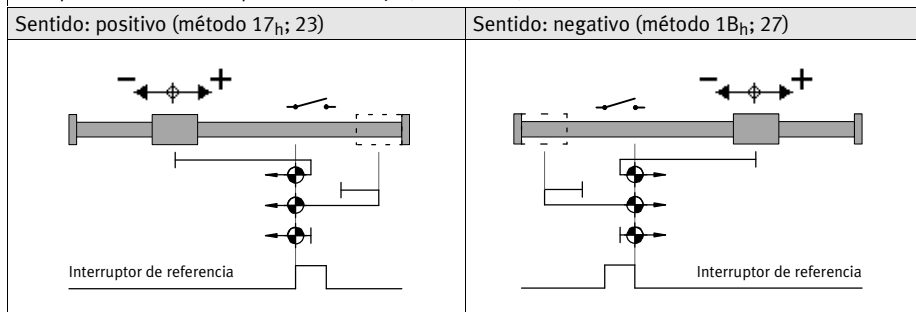 Sentido: positivo (método 17h; 23)
Sentido: negativo (método 1Bh; 27)
− +
− +
Interruptor de referencia
Interruptor de referencia